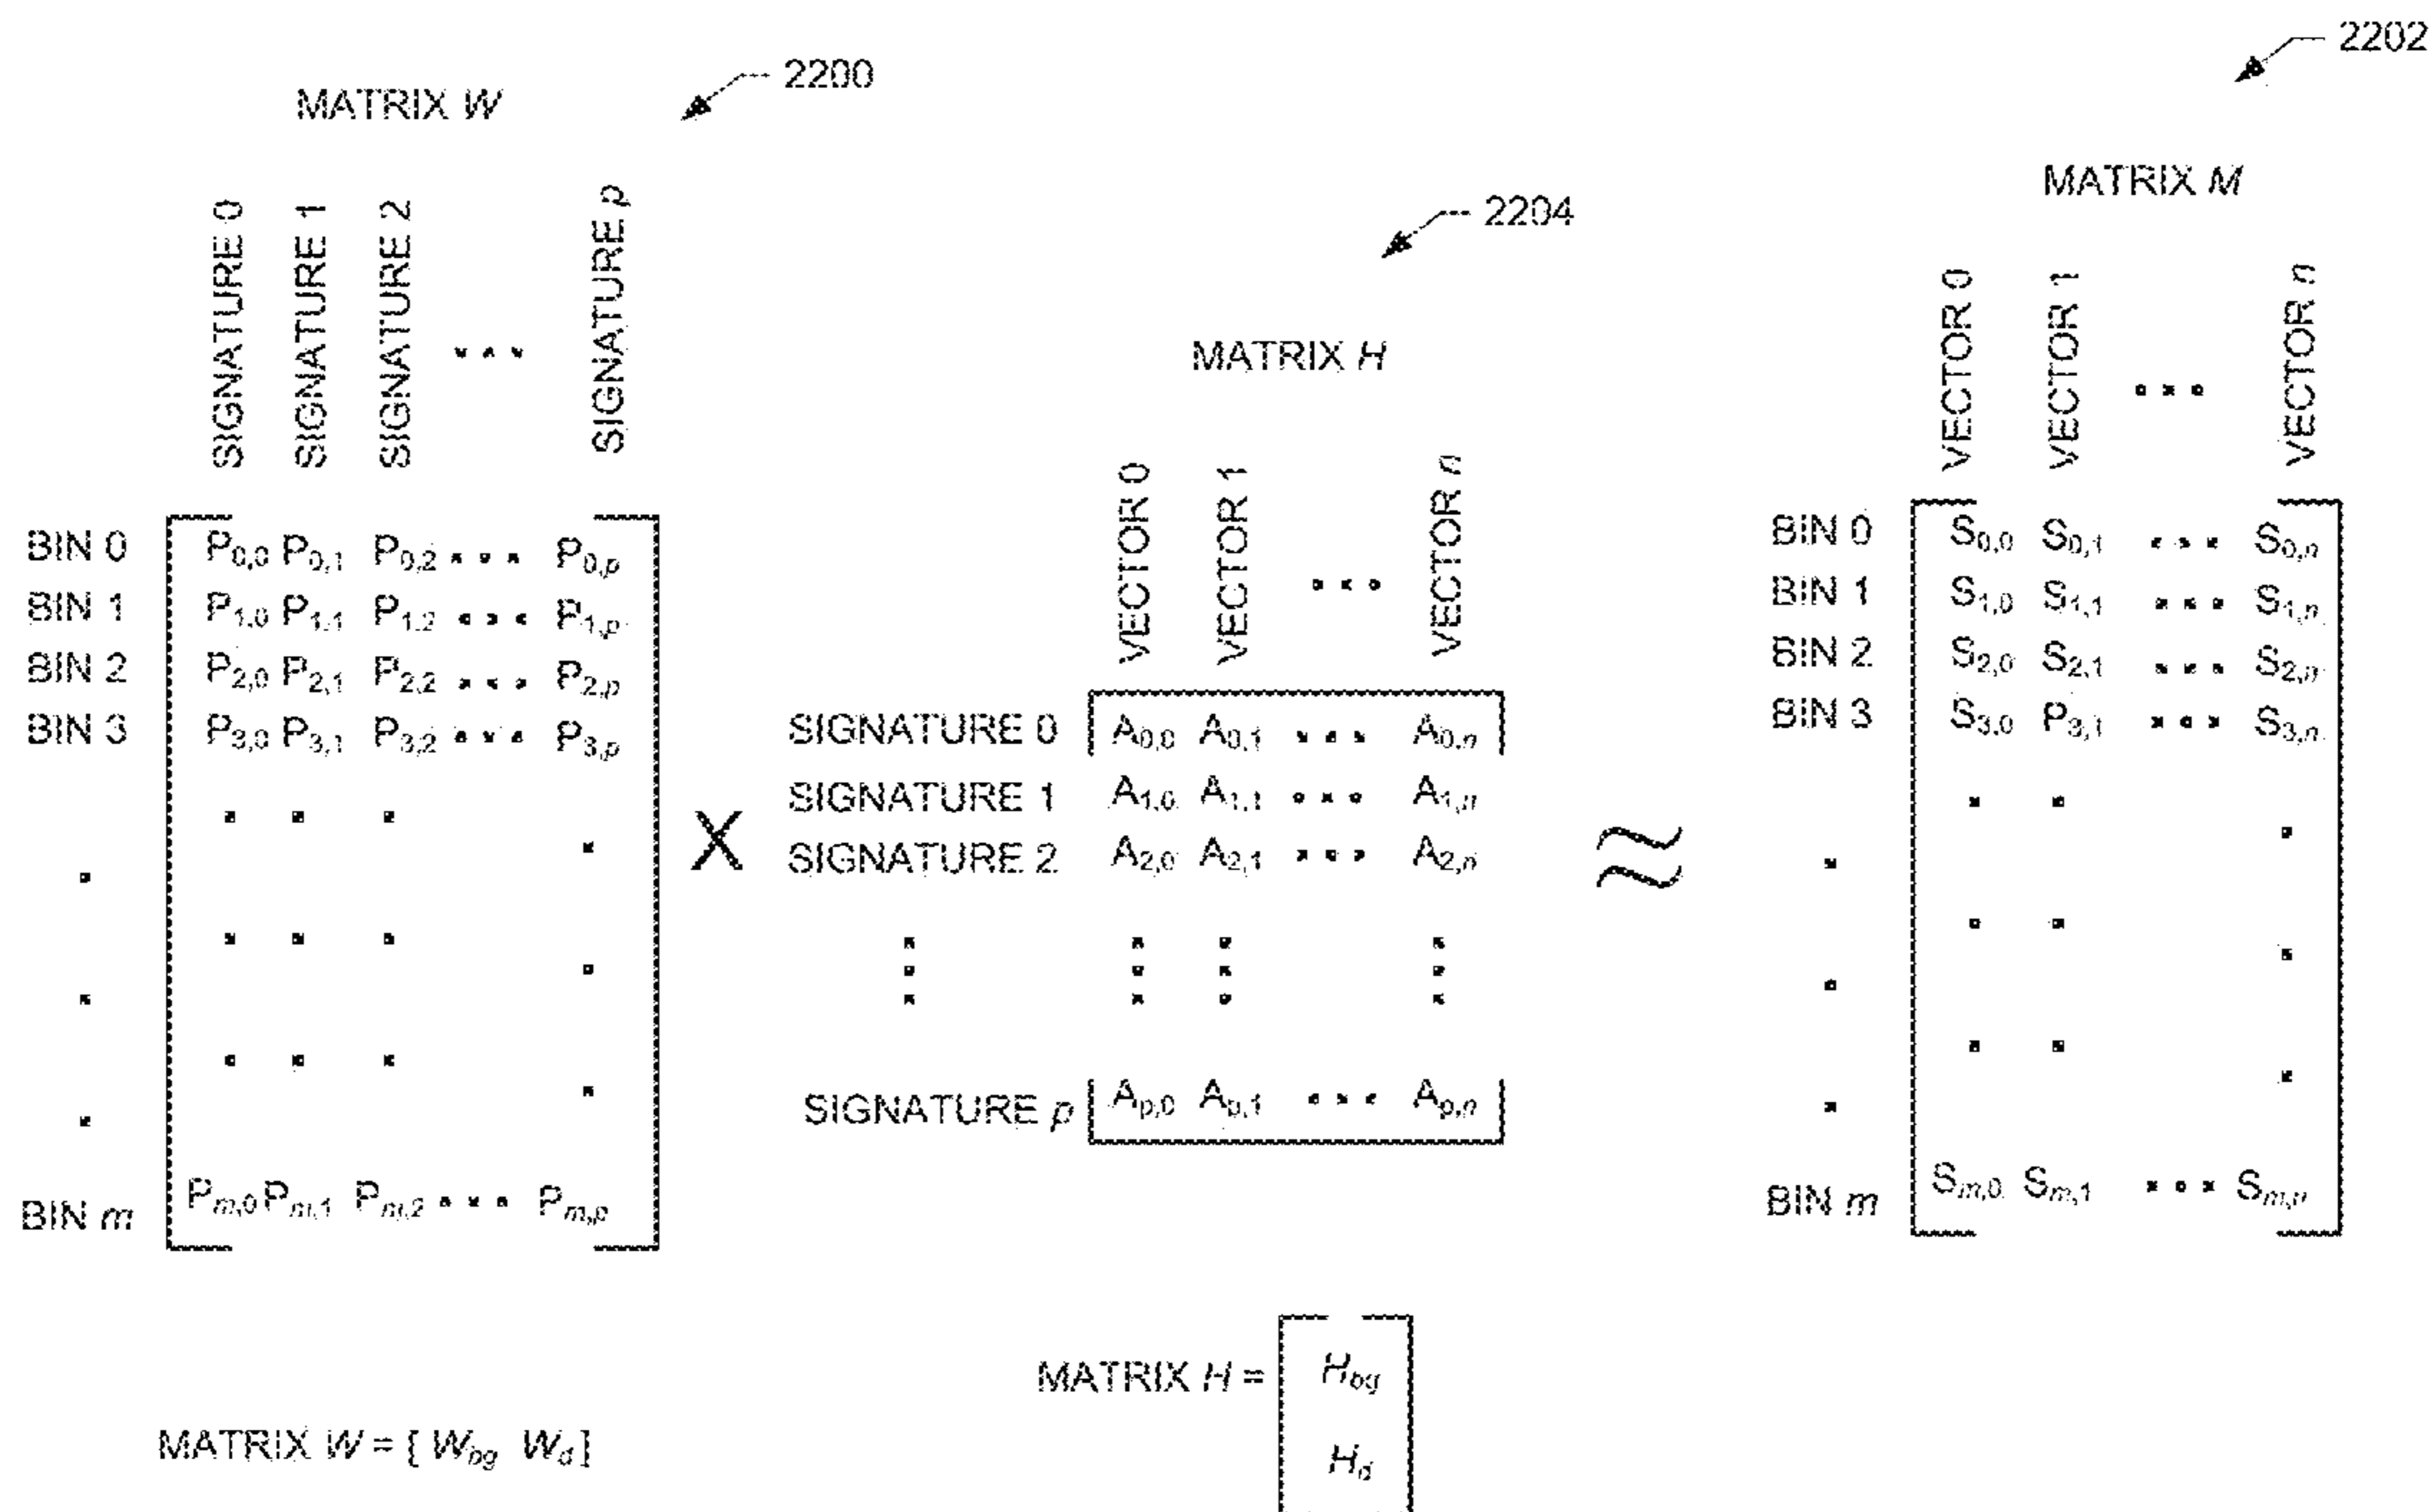 2202
2200
MATRIX W
MATRIX M
2204
SIGNATURE 0
SIGNATURE 1
SIGNATURE 2
...
SIGNATURE p
VECTOR 0
VECTOR 1
...
VECTOR n
MATRIX H
VECTOR 0
VECTOR 1
...
VECTOR n
BIN 0 P0,0 P0,1 P0,2 ... P0,p
BIN 1 P1,0 P1,1 P1,2 ... P1,p
BIN 2 P2,0 P2,1 P2,2 ... P2,p
BIN 3 P3,0 P3,1 P3,2 ... P3,p
BIN m Pm,0 Pm,1 Pm,2 ... Pm,p
X
SIGNATURE 0 A0,0 A0,1 ... A0,n
SIGNATURE 1 A1,0 A1,1 ... A1,n
SIGNATURE 2 A2,0 A2,1 ... A2,n
SIGNATURE p Ap,0 Ap,1 ... Ap,n
≈
BIN 0 S0,0 S0,1 ... S0,n
BIN 1 S1,0 S1,1 ... S1,n
BIN 2 S2,0 S2,1 ... S2,n
BIN 3 S3,0 P3,1 ... S3,n
BIN m Sm,0 Sm,1 ... Sm,n
MATRIX W = [ Wbg Wd ]
MATRIX H =
Hbg
Hd